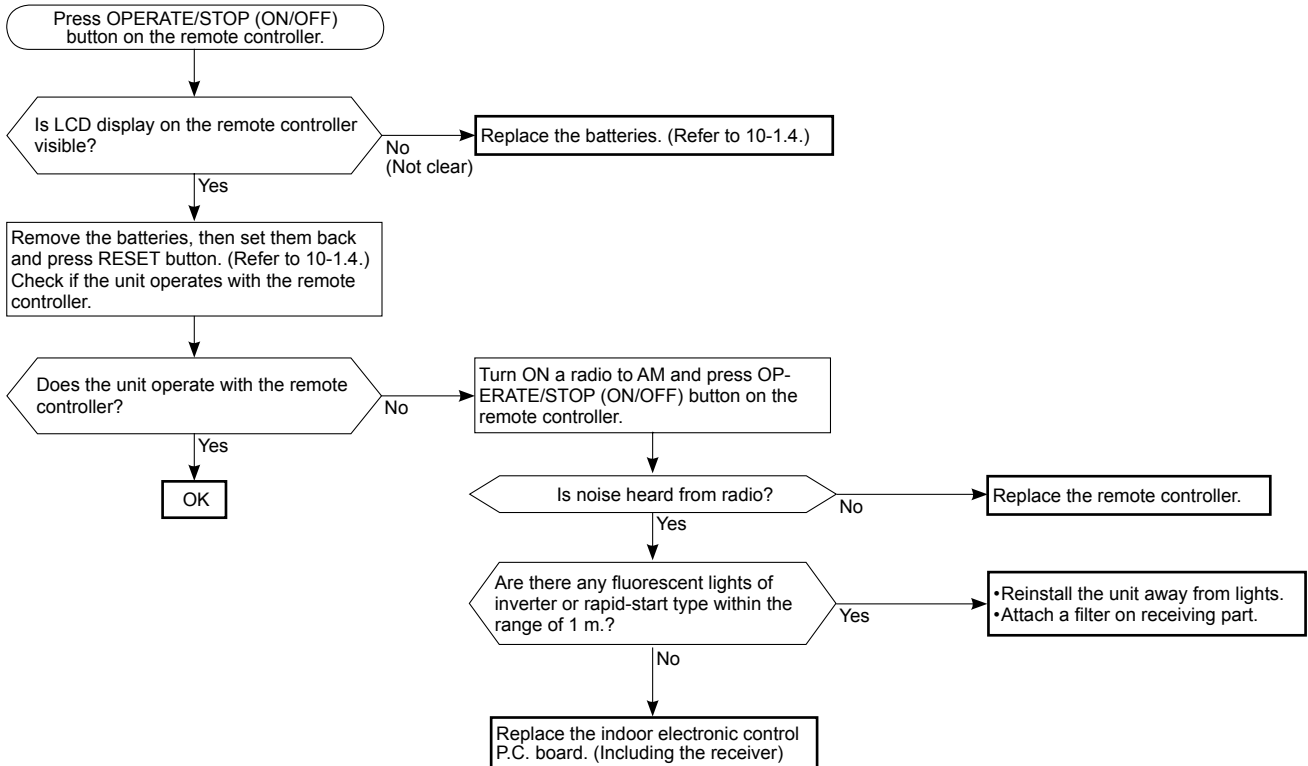 Press OPERATE/STOP (ON/OFF)
button on the remote controller.
Is LCD display on the remote controller
visible?
No
(Not clear)
Replace the batteries. (Refer to 10-1.4.)
Yes
Remove the batteries, then set them back
and press RESET button. (Refer to 10-1.4.)
Check if the unit operates with the remote
controller.
Does the unit operate with the remote
controller?
No
Yes
OK
Turn ON a radio to AM and press OP-
ERATE/STOP (ON/OFF) button on the
remote controller.
Is noise heard from radio?
No
Replace the remote controller.
Yes
Are there any fluorescent lights of
inverter or rapid-start type within the
range of 1 m.?
Yes
•Reinstall the unit away from lights.
•Attach a filter on receiving part.
No
Replace the indoor electronic control
P.C. board. (Including the receiver)